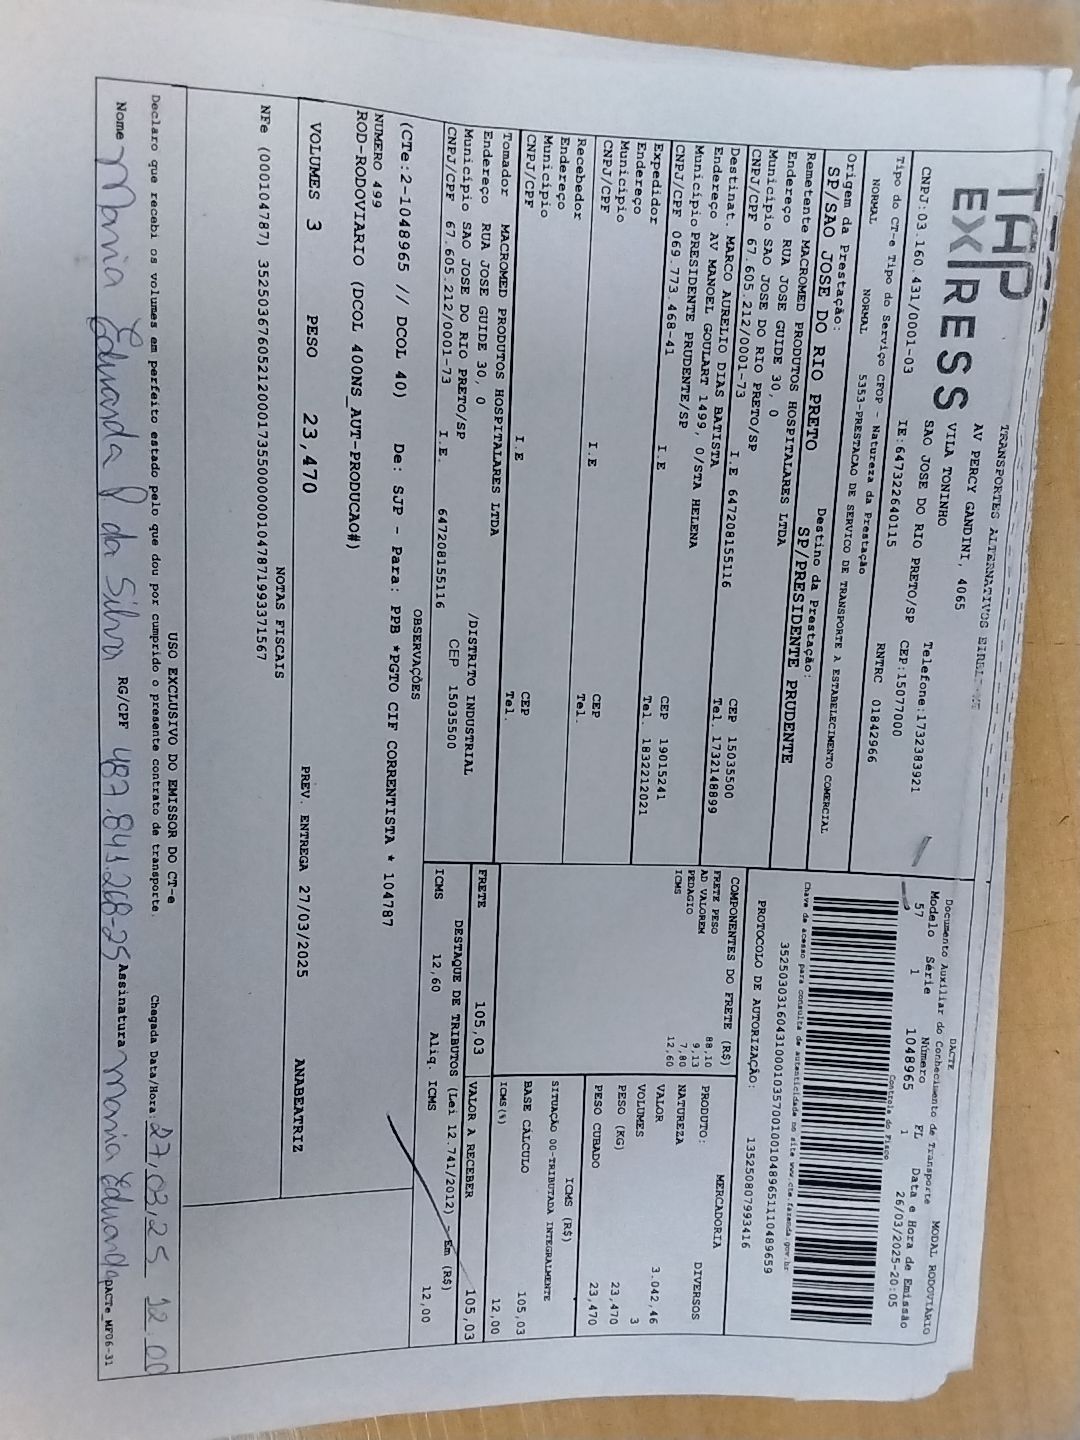 TAP
EXPRESS
TRANSPORTES ALTERNATIVOS
AV PERCY GANDINI, 4065
VILA TONINHO
SAO JOSE DO RIO PRETO/SP
Telefone:1732383921
CNPJ:03.160.431/0001-03
IE:647322640115
CEP:15077000
RNTRC 01842966
Tipo do CT-e Tipo do Serviço CFOP - Natureza da Prestação
NORMAL NORMAL 5353-PRESTACAO DE SERVICO DE TRANSPORTE A ESTABELECIMENTO COMERCIAL
Origem da Prestação: Destino da Prestação:
SP/SAO JOSE DO RIO PRETO SP/PRESIDENTE PRUDENTE
DACTE
Documento Auxiliar do Conhecimento de Transporte MODAL RODOVIÁRIO
Modelo Série Número FL Data e Hora de Emissão
57 1 1048965 1 26/03/2025-20:05
Controle do Fisco
Chave de acesso para consulta de autenticidade no site www.cte.fazenda.gov.br
35250303160431000103570010010489651110489659
PROTOCOLO DE AUTORIZAÇÃO: 135250807993416
Remetente MACROMED PRODUTOS HOSPITALARES LTDA
Endereço RUA JOSE GUIDE 30, 0
Município SAO JOSE DO RIO PRETO/SP CEP 15035500
CNPJ/CPF 67.605.212/0001-73 I.E 647208155116 Tel. 1732148899
Destinat. MARCO AURELIO DIAS BATISTA
Endereço AV MANOEL GOULART 1499, 0/STA HELENA
Município PRESIDENTE PRUDENTE/SP CEP 19015241
CNPJ/CPF 069.773.468-41 I.E Tel. 1832212021
Expedidor
Endereço
Município CEP
CNPJ/CPF I.E Tel.
Recebedor
Endereço
Município CEP
CNPJ/CPF I.E Tel.
Tomador MACROMED PRODUTOS HOSPITALARES LTDA
Endereço RUA JOSE GUIDE 30, 0 /DISTRITO INDUSTRIAL
Município SAO JOSE DO RIO PRETO/SP CEP 15035500
CNPJ/CPF 67.605.212/0001-73 I.E. 647208155116
COMPONENTES DO FRETE (R$)
FRETE PESO 88,10
AD VALOREM 9,13
PEDAGIO 7,80
ICMS 12,60
MERCADORIA
PRODUTO: DIVERSOS
NATUREZA
VALOR 3.042,46
VOLUMES 3
PESO (KG) 23,470
PESO CUBADO 23,470
ICMS (R$)
SITUAÇÃO 00-TRIBUTADA INTEGRALMENTE
BASE CÁLCULO 105,03
ICMS(%) 12,00
FRETE 105,03 VALOR A RECEBER 105,03
DESTAQUE DE TRIBUTOS (Lei 12.741/2012) - Em (R$)
ICMS 12,60 Aliq. ICMS 12,00
OBSERVAÇÕES
(CTe:2-1048965 // DCOL 40) De: SJP - Para: PPB *PGTO CIF CORRENTISTA * 104787
NUMERO 499
ROD-RODOVIARIO (DCOL 400NS_AUT-PRODUCAO#)
VOLUMES 3 PESO 23,470 PREV. ENTREGA 27/03/2025 ANABEATRIZ
NOTAS FISCAIS
NFe (000104787) 35250367605212000173550000001047871993371567
USO EXCLUSIVO DO EMISSOR DO CT-e
Declaro que recebi os volumes em perfeito estado pelo que dou por cumprido o presente contrato de transporte. Chegada Data/Hora: 27/03/25 12:00
Nome Maria Eduarda P da Silva RG/CPF 487.841.268-25 Assinatura Maria Eduarda
DACTe_MF06-31